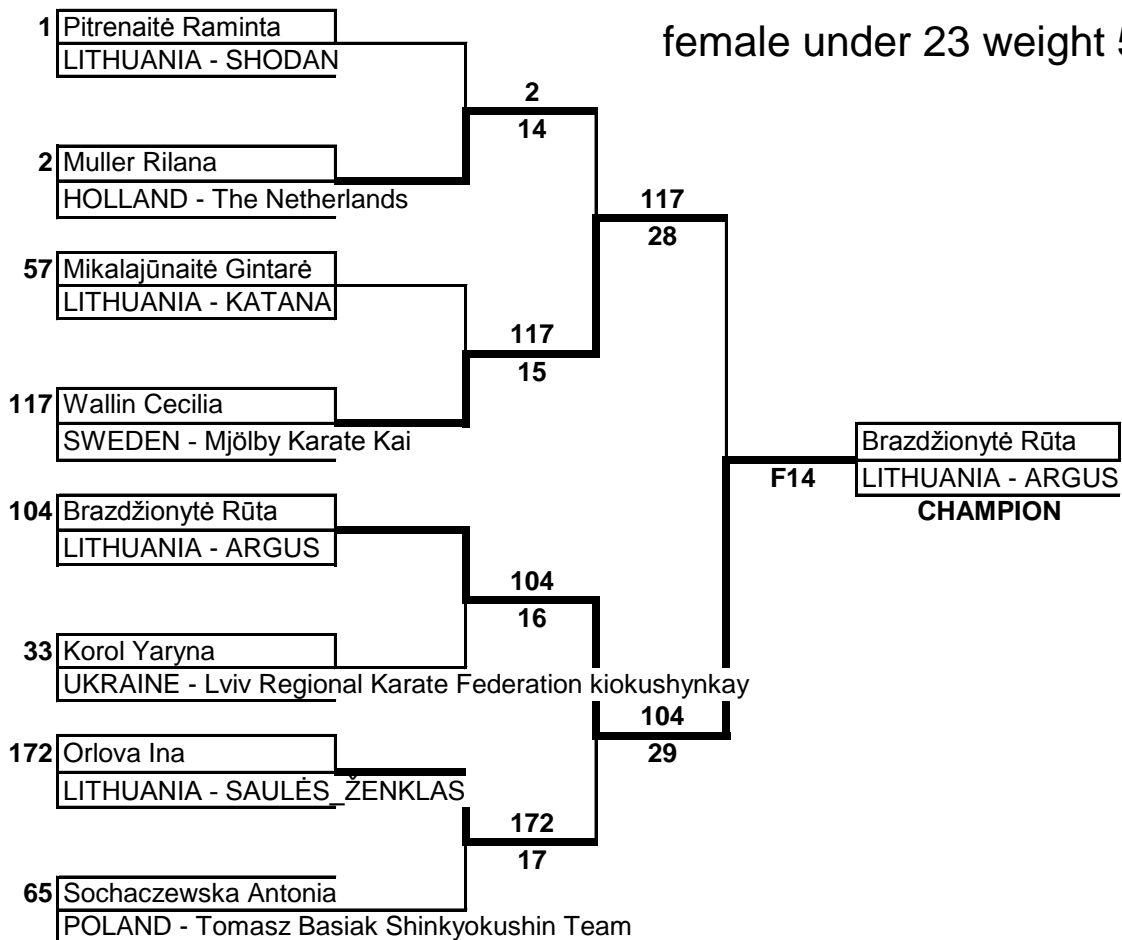 female under 23 weight 5
1 Pitrenaitė Raminta
LITHUANIA - SHODAN
2
14
2 Muller Rilana
HOLLAND - The Netherlands
117
28
57 Mikalajūnaitė Gintarė
LITHUANIA - KATANA
117
15
117 Wallin Cecilia
SWEDEN - Mjölby Karate Kai
Brazdžionytė Rūta
F14 LITHUANIA - ARGUS
CHAMPION
104 Brazdžionytė Rūta
LITHUANIA - ARGUS
104
16
33 Korol Yaryna
UKRAINE - Lviv Regional Karate Federation kiokushynkay
104
29
172 Orlova Ina
LITHUANIA - SAULĖS_ŽENKLAS
172
17
65 Sochaczewska Antonia
POLAND - Tomasz Basiak Shinkyokushin Team